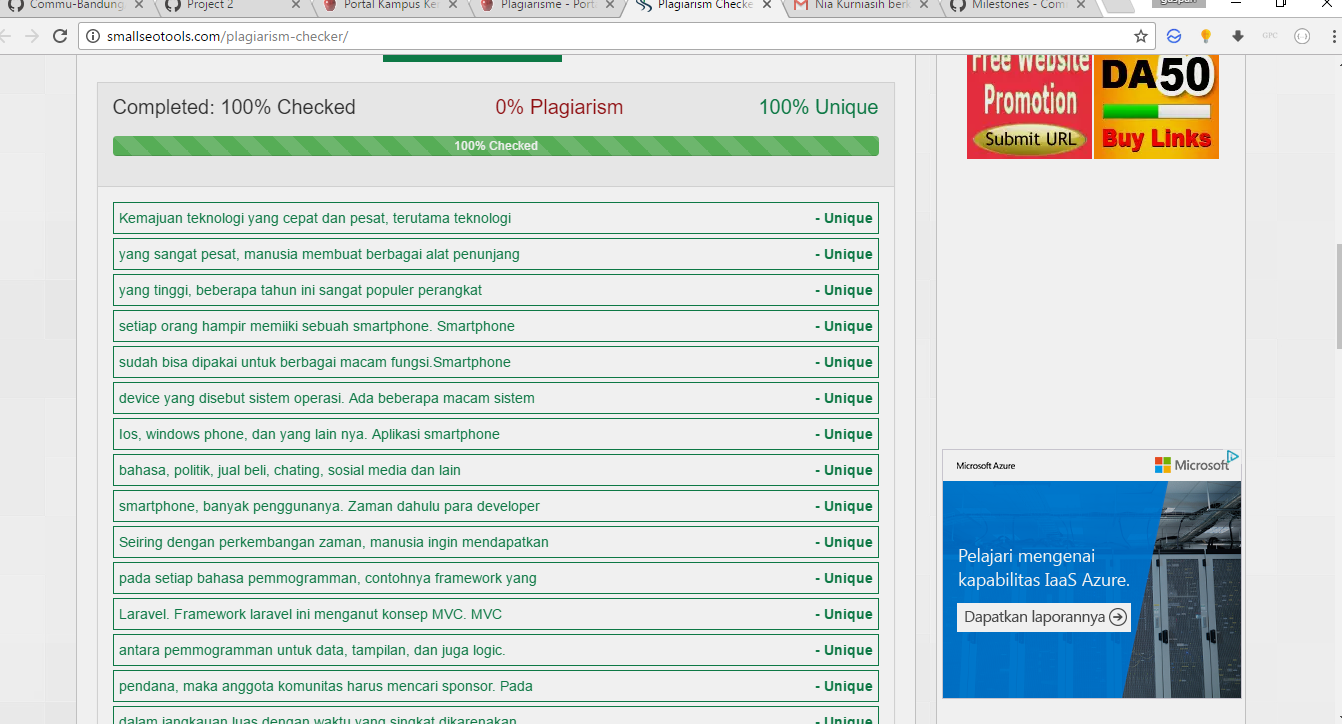 Commu-Bandung
Project 2
Portal Kampus Ke
Plagiarisme - Port
Plagiarism Checke
Nia Kurniasih berk
Milestones - Com
smallseotools.com/plagiarism-checker/
Completed: 100% Checked
0% Plagiarism
100% Unique
100% Checked
Kemajuan teknologi yang cepat dan pesat, terutama teknologi - Unique
yang sangat pesat, manusia membuat berbagai alat penunjang - Unique
yang tinggi, beberapa tahun ini sangat populer perangkat - Unique
setiap orang hampir memiiki sebuah smartphone. Smartphone - Unique
sudah bisa dipakai untuk berbagai macam fungsi.Smartphone - Unique
device yang disebut sistem operasi. Ada beberapa macam sistem - Unique
Ios, windows phone, dan yang lain nya. Aplikasi smartphone - Unique
bahasa, politik, jual beli, chating, sosial media dan lain - Unique
smartphone, banyak penggunanya. Zaman dahulu para developer - Unique
Seiring dengan perkembangan zaman, manusia ingin mendapatkan - Unique
pada setiap bahasa pemmogramman, contohnya framework yang - Unique
Laravel. Framework laravel ini menganut konsep MVC. MVC - Unique
antara pemmogramman untuk data, tampilan, dan juga logic. - Unique
pendana, maka anggota komunitas harus mencari sponsor. Pada - Unique
dalam jangkauan luas dengan waktu yang singkat dikarenakan - Unique
Free Website
Promotion
Submit URL
DA50
Buy Links
Microsoft Azure
Microsoft
Pelajari mengenai
kapabilitas IaaS Azure.
Dapatkan laporannya